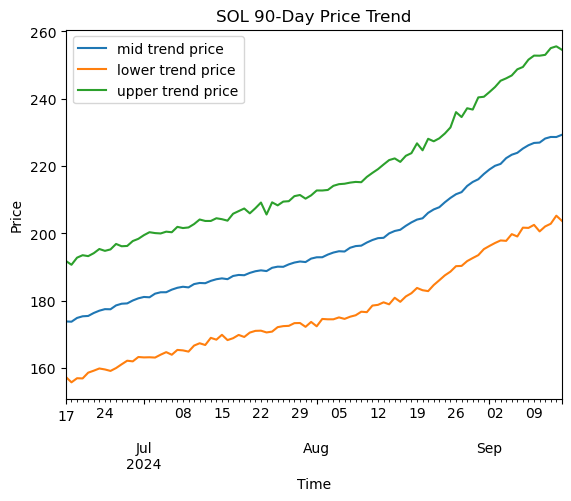 SOL 90-Day Price Trend
mid trend price
lower trend price
upper trend price
260
240
220
200
180
160
Price
17 24 08 15 22 29 05 12 19 26 02 09
Jul Aug Sep
2024
Time